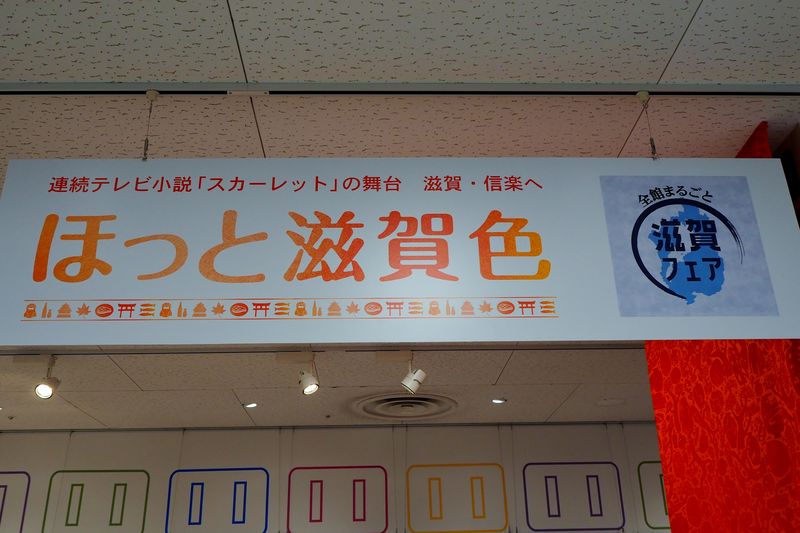 連続テレビ小説「スカーレット」の舞台　滋賀・信楽へ
ほっと滋賀色
全館まるごと
滋賀
フェア